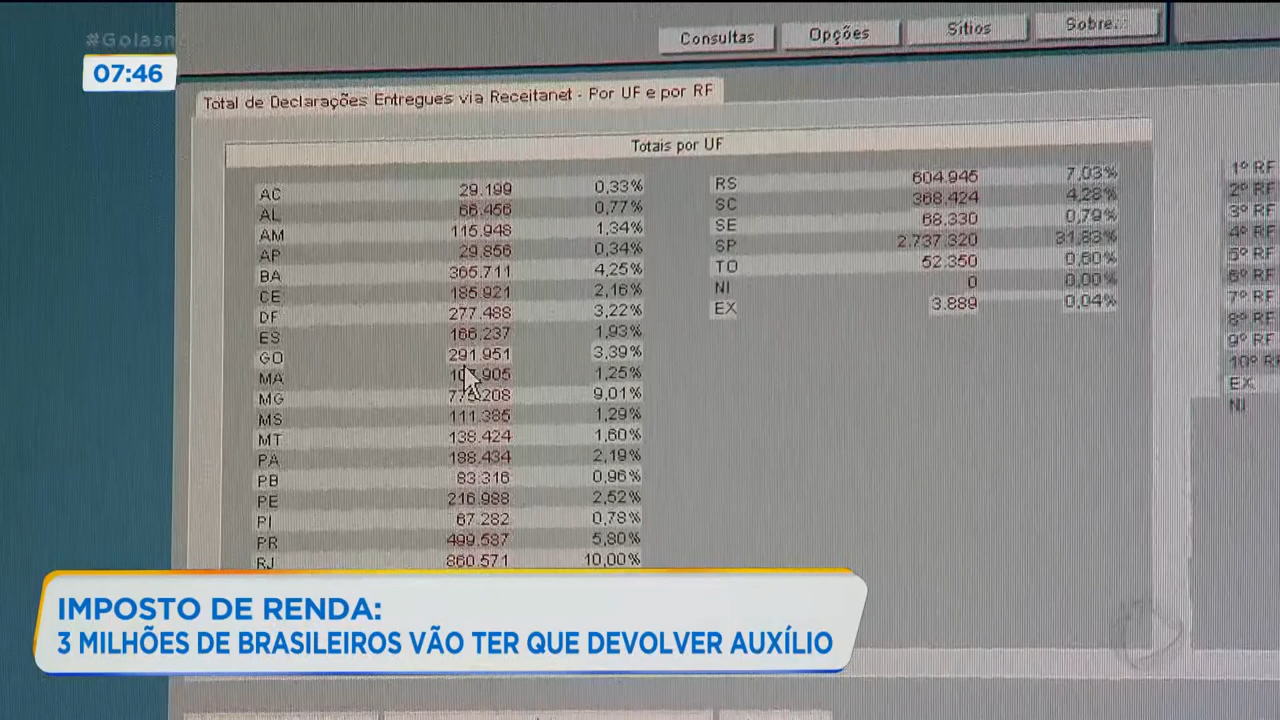 #Goiasn
07:46
Consultas Opções Sítios Sobre...
Total de Declarações Entregues via Receitanet - Por UF e por RF
Totais por UF
AC 29.199 0,33%
AL 66.456 0,77%
AM 115.948 1,34%
AP 29.856 0,34%
BA 365.711 4,25%
CE 185.921 2,16%
DF 277.488 3,22%
ES 166.237 1,93%
GO 291.951 3,39%
MA 905 1,25%
MG 208 9,01%
MS 111.385 1,29%
MT 138.424 1,60%
PA 188.434 2,19%
PB 83.316 0,96%
PE 216.988 2,52%
PI 67.282 0,78%
PR 499.587 5,80%
RJ 860.571 10,00%
RS 604.945 7,03%
SC 368.424 4,28%
SE 68.330 0,79%
SP 2.737.320 31,83%
TO 52.350 0,60%
NI 0 0,00%
EX 3.889 0,04%
1º RF
2º RF
3º RF
4º RF
5º RF
6º RF
7º RF
8º RF
9º RF
10º RF
EX
NI
IMPOSTO DE RENDA:
3 MILHÕES DE BRASILEIROS VÃO TER QUE DEVOLVER AUXÍLIO